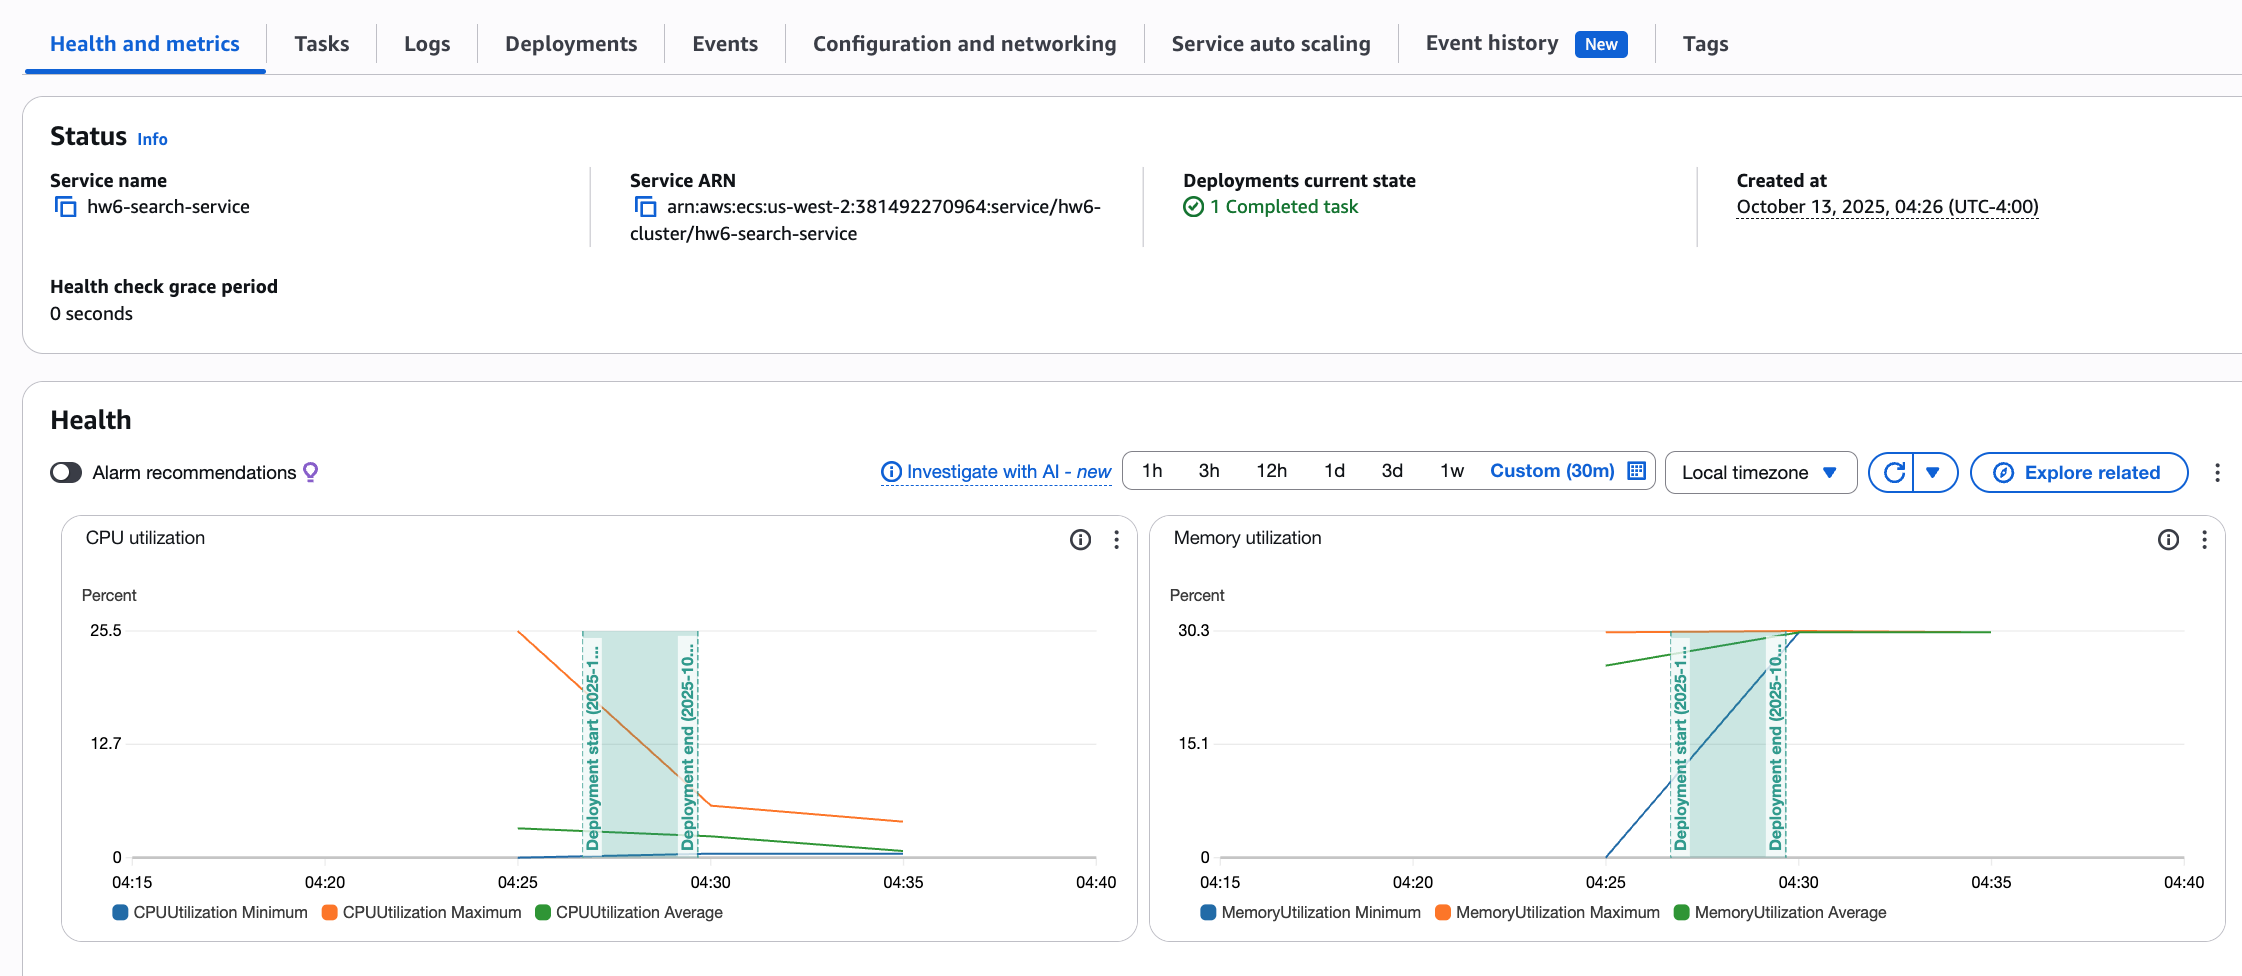 Health and metrics Tasks Logs Deployments Events Configuration and networking Service auto scaling Event history New Tags
Status Info
Service name
hw6-search-service
Service ARN
arn:aws:ecs:us-west-2:381492270964:service/hw6-
cluster/hw6-search-service
Deployments current state
1 Completed task
Created at
October 13, 2025, 04:26 (UTC-4:00)
Health check grace period
0 seconds
Health
Alarm recommendations
Investigate with AI - new 1h 3h 12h 1d 3d 1w Custom (30m) Local timezone Explore related
CPU utilization
Percent
25.5
12.7
0
Deployment start (2025-1...
Deployment end (2025-10...
04:15 04:20 04:25 04:30 04:35 04:40
CPUUtilization Minimum CPUUtilization Maximum CPUUtilization Average
Memory utilization
Percent
30.3
15.1
0
Deployment start (2025-1...
Deployment end (2025-10...
04:15 04:20 04:25 04:30 04:35 04:40
MemoryUtilization Minimum MemoryUtilization Maximum MemoryUtilization Average